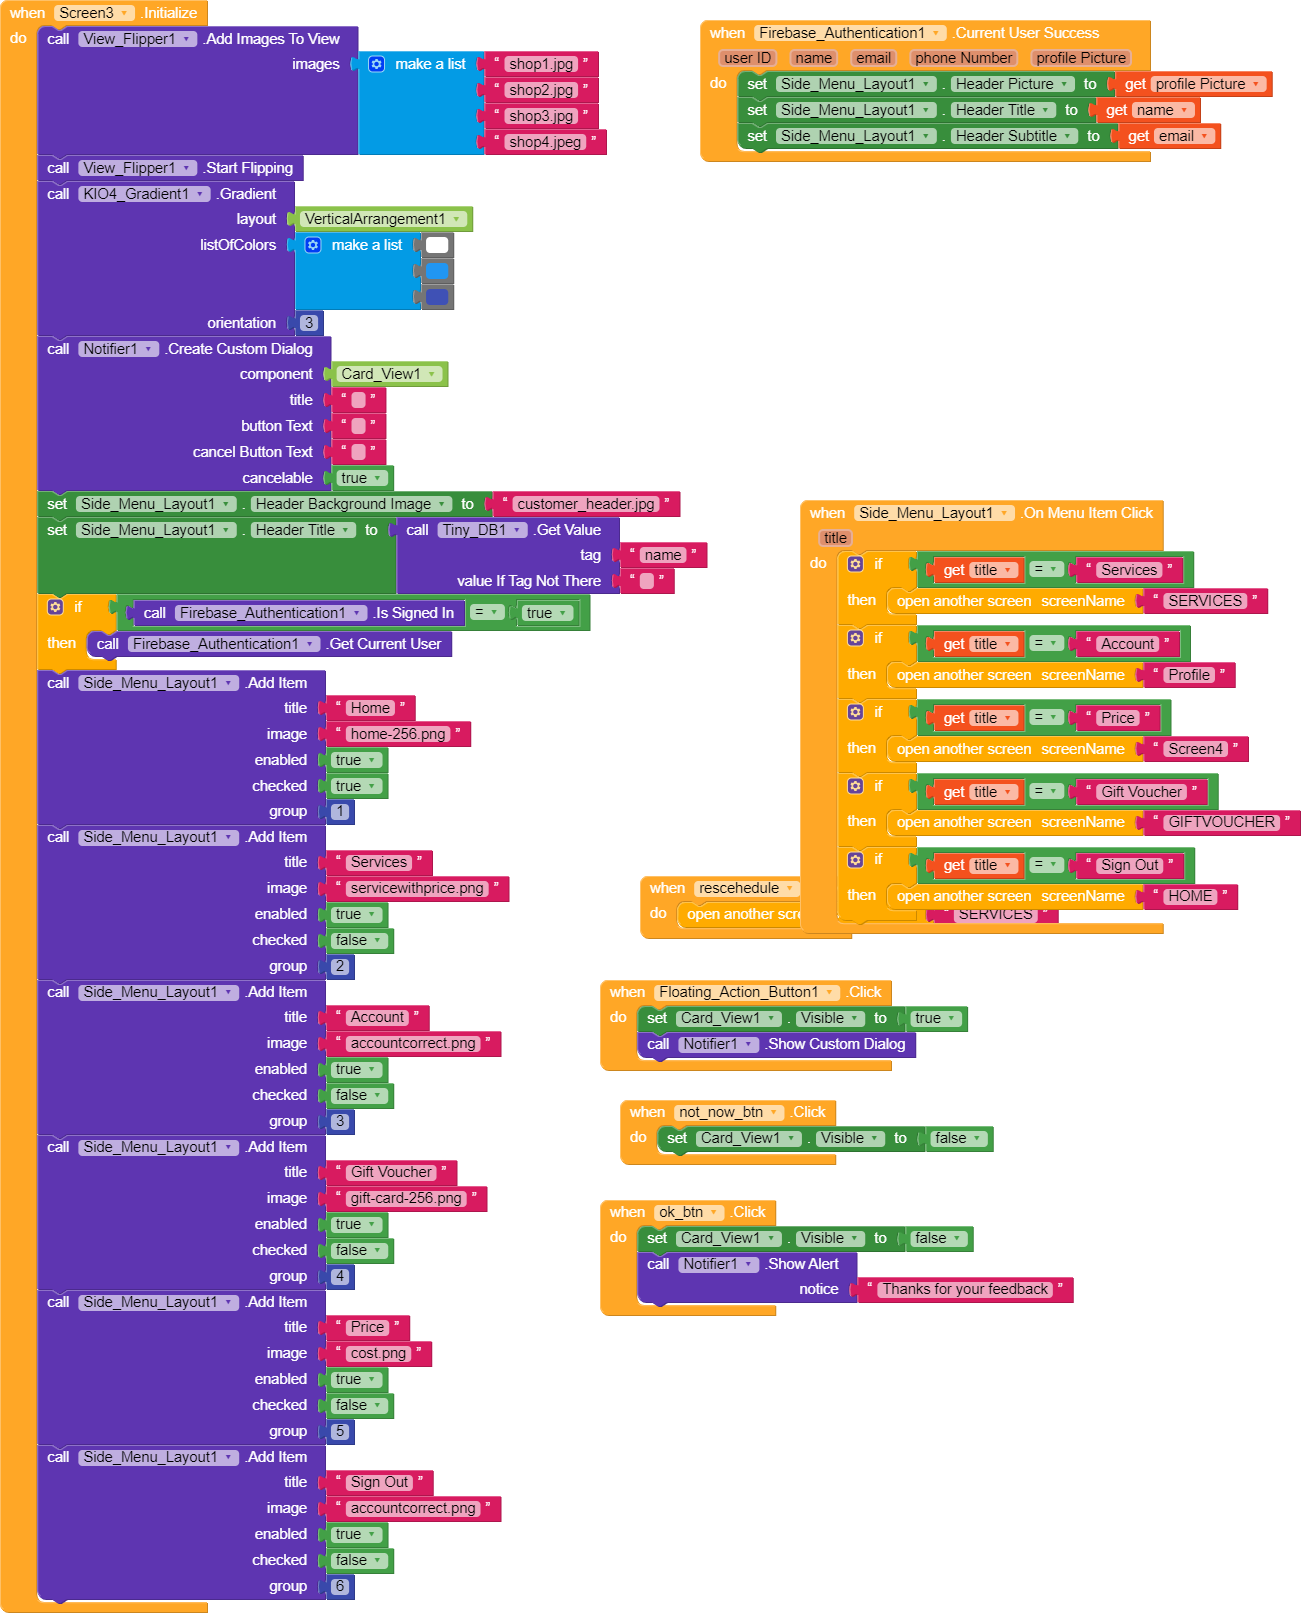 when Screen3 .Initialize
do call View_Flipper1 .Add Images To View
images make a list " shop1.jpg "
" shop2.jpg "
" shop3.jpg "
" shop4.jpeg "
call View_Flipper1 .Start Flipping
call KIO4_Gradient1 .Gradient
layout VerticalArrangement1
listOfColors make a list
orientation 3
call Notifier1 .Create Custom Dialog
component Card_View1
title " "
button Text " "
cancel Button Text " "
cancelable true
set Side_Menu_Layout1 . Header Background Image to " customer_header.jpg "
set Side_Menu_Layout1 . Header Title to call Tiny_DB1 .Get Value
tag " name "
value If Tag Not There " "
if call Firebase_Authentication1 .Is Signed In = true
then call Firebase_Authentication1 .Get Current User
call Side_Menu_Layout1 .Add Item
title " Home "
image " home-256.png "
enabled true
checked true
group 1
call Side_Menu_Layout1 .Add Item
title " Services "
image " servicewithprice.png "
enabled true
checked false
group 2
call Side_Menu_Layout1 .Add Item
title " Account "
image " accountcorrect.png "
enabled true
checked false
group 3
call Side_Menu_Layout1 .Add Item
title " Gift Voucher "
image " gift-card-256.png "
enabled true
checked false
group 4
call Side_Menu_Layout1 .Add Item
title " Price "
image " cost.png "
enabled true
checked false
group 5
call Side_Menu_Layout1 .Add Item
title " Sign Out "
image " accountcorrect.png "
enabled true
checked false
group 6
when Firebase_Authentication1 .Current User Success
user ID name email phone Number profile Picture
do set Side_Menu_Layout1 . Header Picture to get profile Picture
set Side_Menu_Layout1 . Header Title to get name
set Side_Menu_Layout1 . Header Subtitle to get email
when Side_Menu_Layout1 .On Menu Item Click
title
do if get title = " Services "
then open another screen screenName " SERVICES "
if get title = " Account "
then open another screen screenName " Profile "
if get title = " Price "
then open another screen screenName " Screen4 "
if get title = " Gift Voucher "
then open another screen screenName " GIFTVOUCHER "
if get title = " Sign Out "
then open another screen screenName " HOME "
when rescehedule
do open another " SERVICES "
when Floating_Action_Button1 .Click
do set Card_View1 . Visible to true
call Notifier1 .Show Custom Dialog
when not_now_btn .Click
do set Card_View1 . Visible to false
when ok_btn .Click
do set Card_View1 . Visible to false
call Notifier1 .Show Alert
notice " Thanks for your feedback "